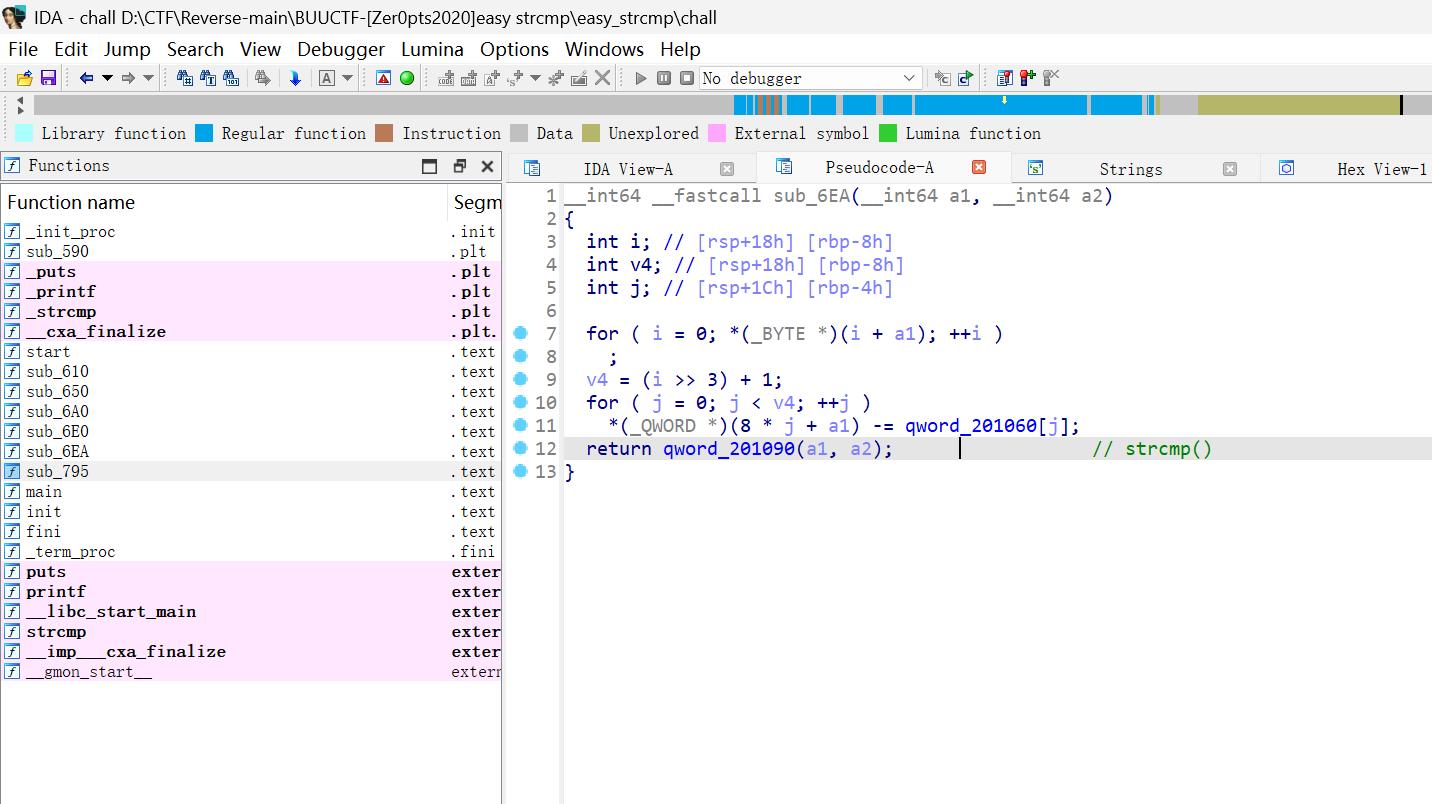 IDA - chall D:\CTF\Reverse-main\BUUCTF-[Zer0pts2020]easy strcmp\easy_strcmp\chall
File Edit Jump Search View Debugger Lumina Options Windows Help
No debugger
Library function Regular function Instruction Data Unexplored External symbol Lumina function
Functions
IDA View-A Pseudocode-A Strings Hex View-1
Function name Segm
_init_proc .init
sub_590 .plt
_puts .plt
_printf .plt
_strcmp .plt
__cxa_finalize .plt.
start .text
sub_610 .text
sub_650 .text
sub_6A0 .text
sub_6E0 .text
sub_6EA .text
sub_795 .text
main .text
init .text
fini .text
_term_proc .fini
puts exter
printf exter
__libc_start_main exter
strcmp exter
__imp___cxa_finalize exter
__gmon_start__ extern
1 __int64 __fastcall sub_6EA(__int64 a1, __int64 a2)
2 {
3 int i; // [rsp+18h] [rbp-8h]
4 int v4; // [rsp+18h] [rbp-8h]
5 int j; // [rsp+1Ch] [rbp-4h]
6
7 for ( i = 0; *(_BYTE *)(i + a1); ++i )
8 ;
9 v4 = (i >> 3) + 1;
10 for ( j = 0; j < v4; ++j )
11 *(_QWORD *)(8 * j + a1) -= qword_201060[j];
12 return qword_201090(a1, a2); // strcmp()
13 }